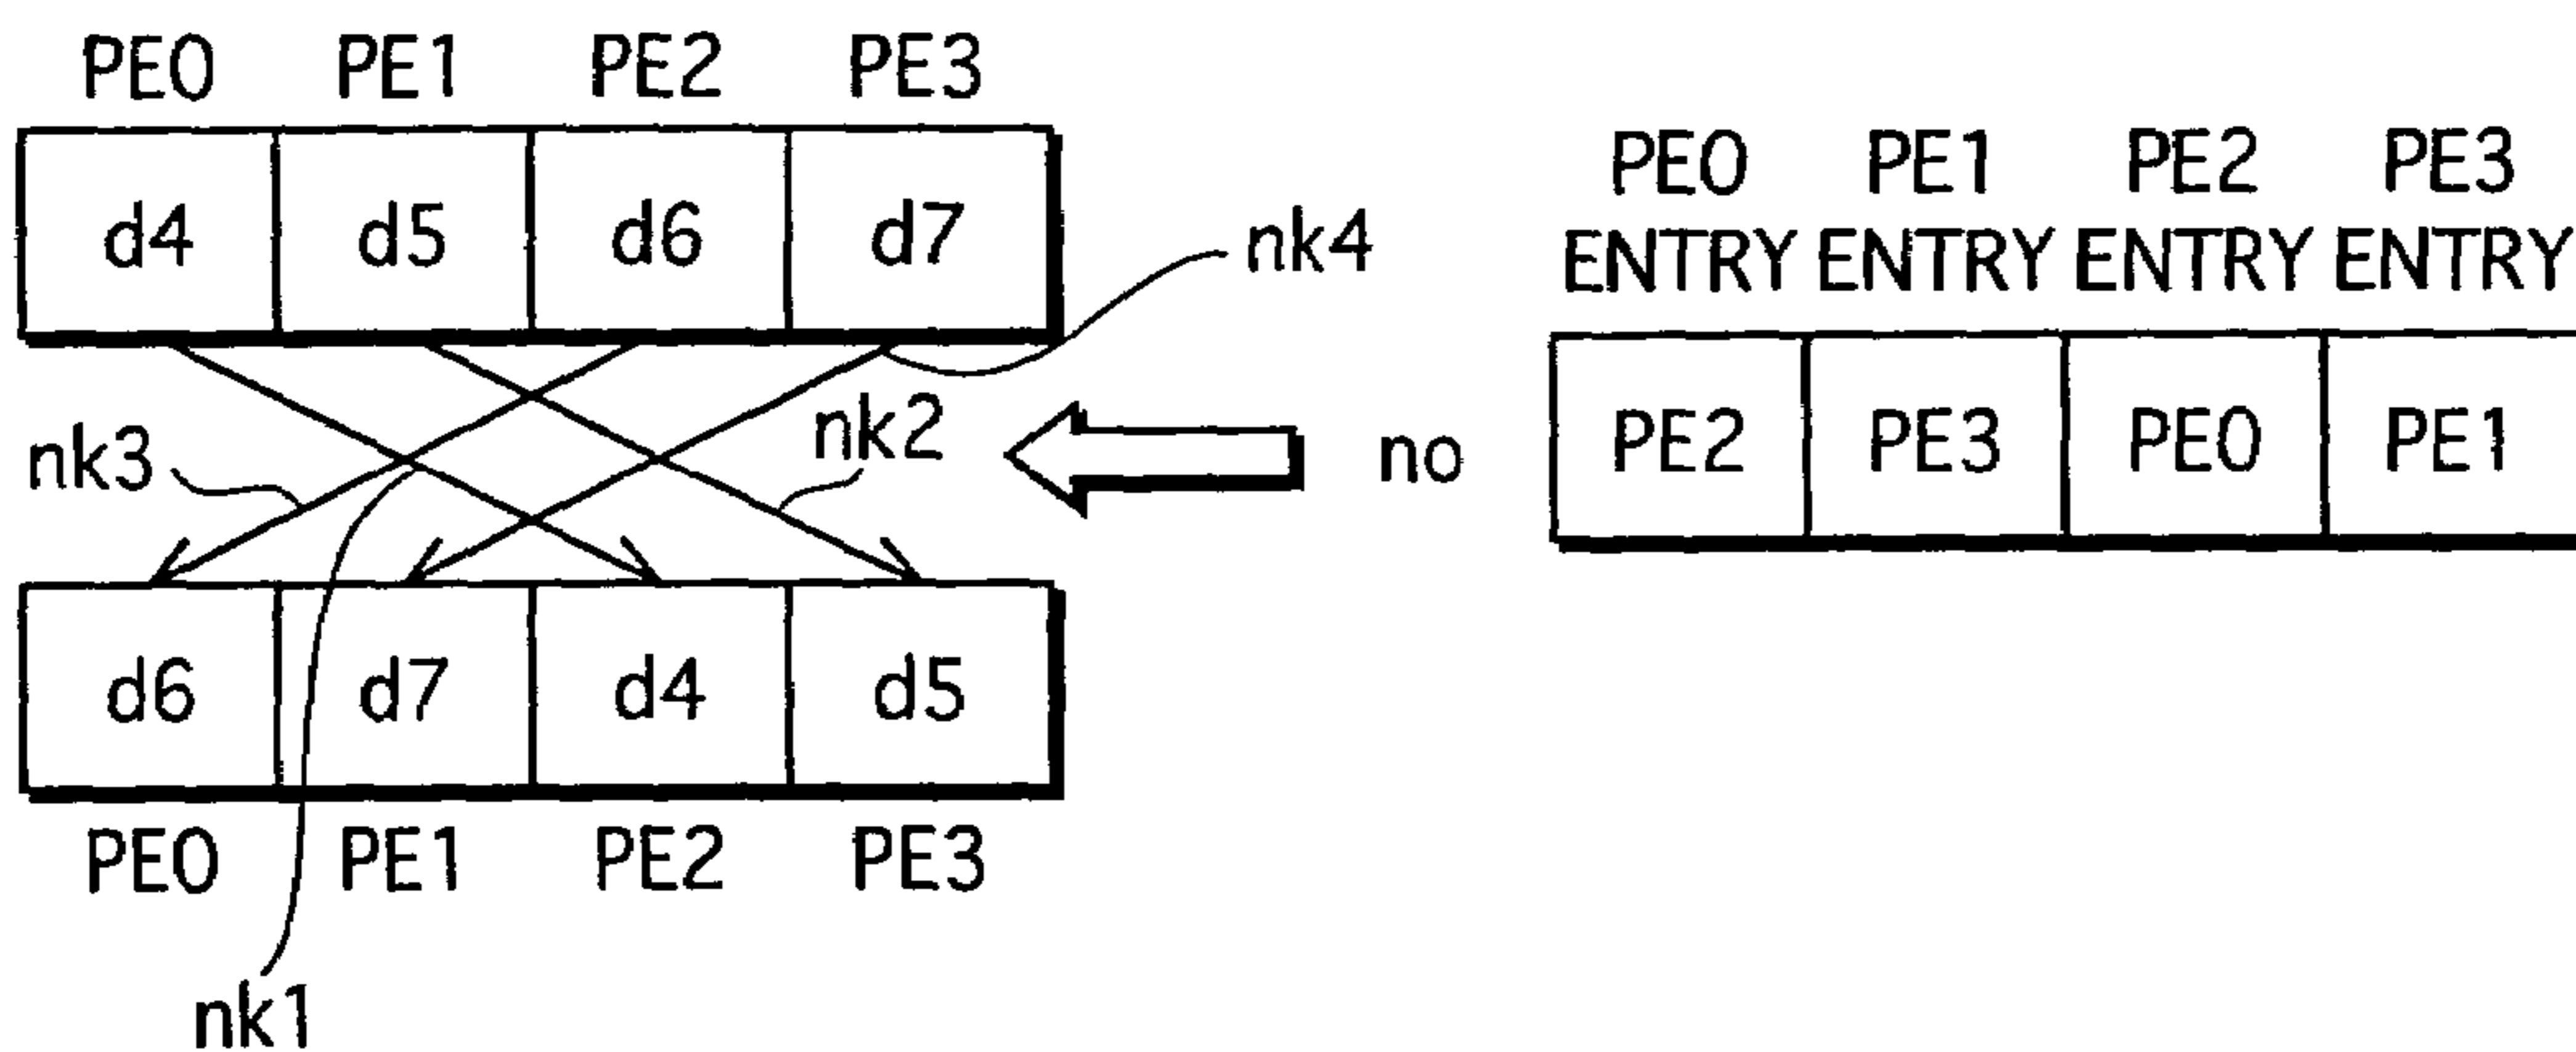 PE0 PE1 PE2 PE3
d4 d5 d6 d7
nk4
nk3
nk2
d6 d7 d4 d5
PE0 PE1 PE2 PE3
nk1
PE0 PE1 PE2 PE3
ENTRY ENTRY ENTRY ENTRY
no PE2 PE3 PE0 PE1